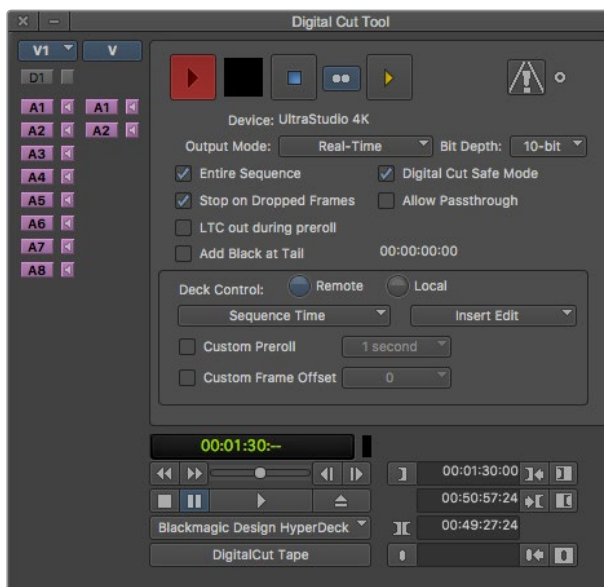 Digital Cut Tool
V1 V
D1
A1 A1
A2 A2
A3
A4
A5
A6
A7
A8
Device: UltraStudio 4K
Output Mode: Real-Time Bit Depth: 10-bit
Entire Sequence Digital Cut Safe Mode
Stop on Dropped Frames Allow Passthrough
LTC out during preroll
Add Black at Tail 00:00:00:00
Deck Control: Remote Local
Sequence Time Insert Edit
Custom Preroll 1 second
Custom Frame Offset 0
00:01:30:--
00:01:30:00
00:50:57:24
Blackmagic Design HyperDeck 00:49:27:24
DigitalCut Tape